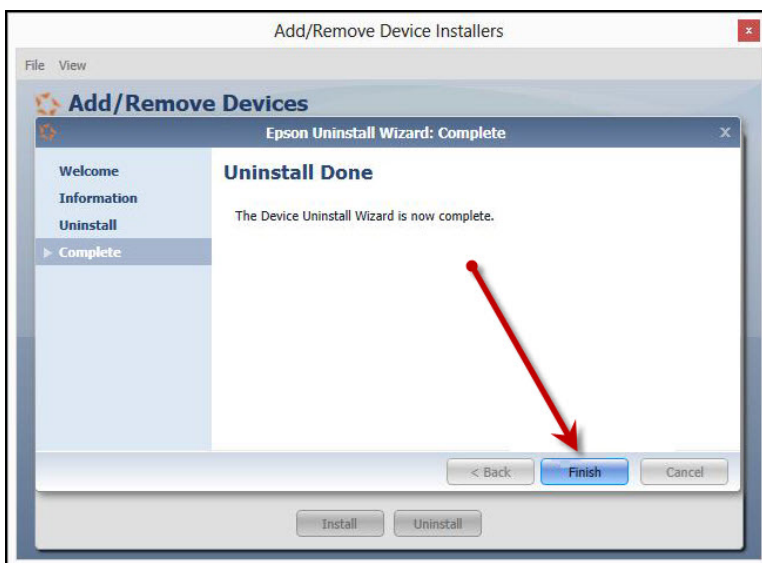 Add/Remove Device Installers
x
File View
Add/Remove Devices
Epson Uninstall Wizard: Complete
x
Welcome
Information
Uninstall
Complete
Uninstall Done
The Device Uninstall Wizard is now complete.
< Back Finish Cancel
Install Uninstall